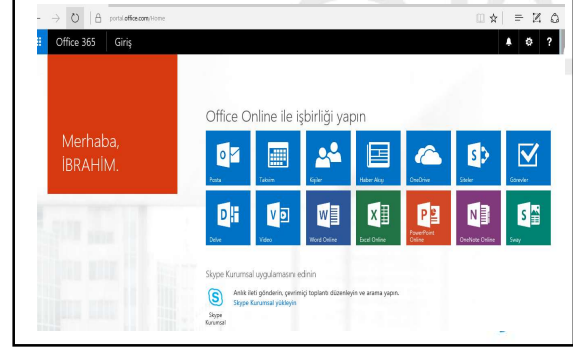 portal.office.com/Home
Office 365 Giriş ?
Merhaba,
İBRAHİM.
Office Online ile işbirliği yapın
Posta Takvim Kişiler Haber Akışı OneDrive Siteler Görevler
Delve Video Word Online Excel Online PowerPoint Online OneNote Online Sway
Skype Kurumsal uygulamasını edinin
Anlık ileti gönderin, çevrimiçi toplantı düzenleyin ve arama yapın.
Skype Kurumsal yükleyin
Skype
Kurumsal